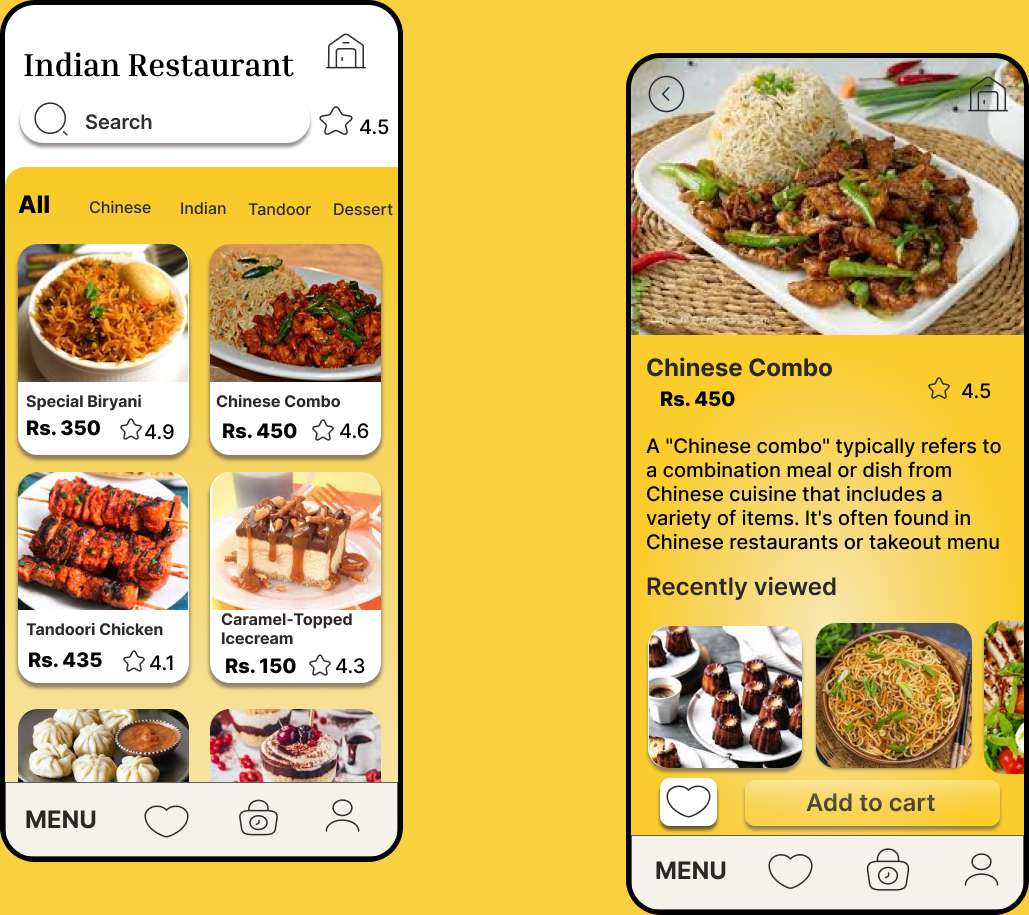 Indian Restaurant
Search
4.5
All
Chinese
Indian
Tandoor
Dessert
Special Biryani
Rs. 350
4.9
Chinese Combo
Rs. 450
4.6
Tandoori Chicken
Rs. 435
4.1
Caramel-Topped
Icecream
Rs. 150
4.3
MENU
Chinese Combo
Rs. 450
4.5
A "Chinese combo" typically refers to
a combination meal or dish from
Chinese cuisine that includes a
variety of items. It's often found in
Chinese restaurants or takeout menu
Recently viewed
Add to cart
MENU